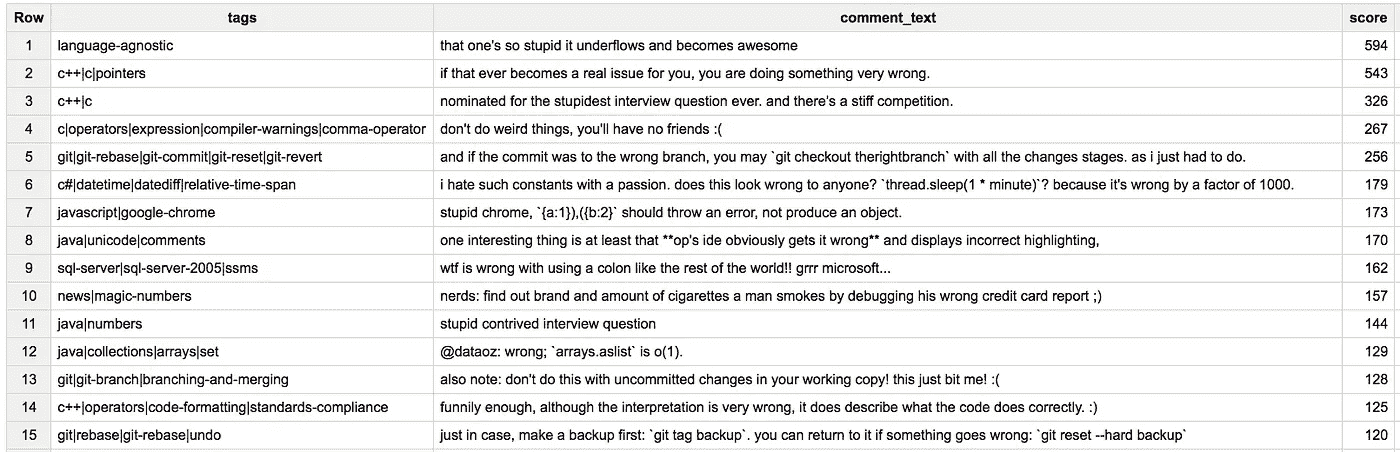 Row tags comment_text score
1 language-agnostic that one's so stupid it underflows and becomes awesome 594
2 c++|c|pointers if that ever becomes a real issue for you, you are doing something very wrong. 543
3 c++|c nominated for the stupidest interview question ever. and there's a stiff competition. 326
4 c|operators|expression|compiler-warnings|comma-operator don't do weird things, you'll have no friends :( 267
5 git|git-rebase|git-commit|git-reset|git-revert and if the commit was to the wrong branch, you may `git checkout therightbranch` with all the changes stages. as i just had to do. 256
6 c#|datetime|datediff|relative-time-span i hate such constants with a passion. does this look wrong to anyone? `thread.sleep(1 * minute)`? because it's wrong by a factor of 1000. 179
7 javascript|google-chrome stupid chrome, `{a:1}),({b:2}` should throw an error, not produce an object. 173
8 java|unicode|comments one interesting thing is at least that **op's ide obviously gets it wrong** and displays incorrect highlighting, 170
9 sql-server|sql-server-2005|ssms wtf is wrong with using a colon like the rest of the world!! grrr microsoft... 162
10 news|magic-numbers nerds: find out brand and amount of cigarettes a man smokes by debugging his wrong credit card report ;) 157
11 java|numbers stupid contrived interview question 144
12 java|collections|arrays|set @dataoz: wrong; `arrays.aslist` is o(1). 129
13 git|git-branch|branching-and-merging also note: don't do this with uncommitted changes in your working copy! this just bit me! :( 128
14 c++|operators|code-formatting|standards-compliance funnily enough, although the interpretation is very wrong, it does describe what the code does correctly. :) 125
15 git|rebase|git-rebase|undo just in case, make a backup first: `git tag backup`. you can return to it if something goes wrong: `git reset --hard backup` 120